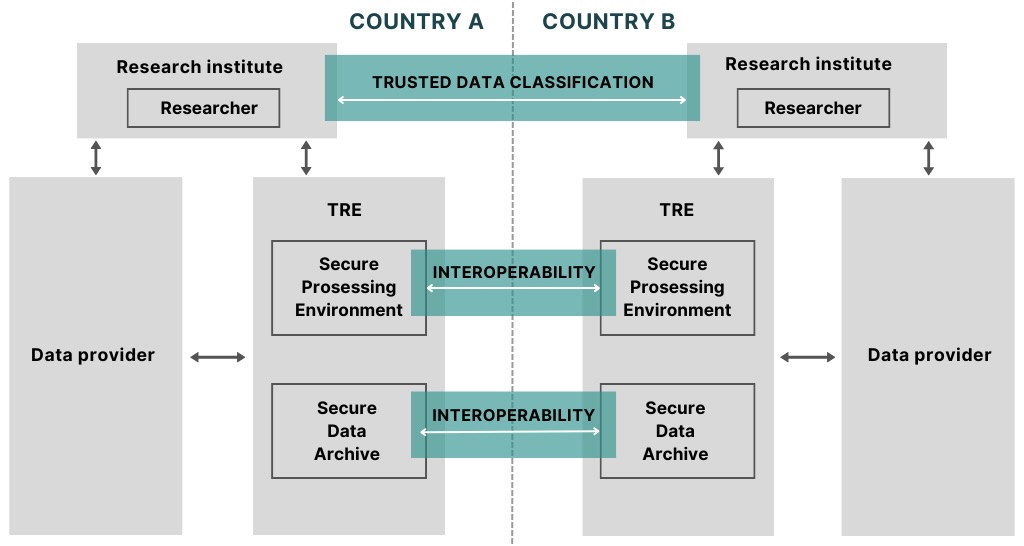 COUNTRY A
COUNTRY B
Research institute
Researcher
TRUSTED DATA CLASSIFICATION
Research institute
Researcher
Data provider
TRE
Secure
Prosessing
Environment
INTEROPERABILITY
Secure
Data
Archive
INTEROPERABILITY
TRE
Secure
Prosessing
Environment
Secure
Data
Archive
Data provider